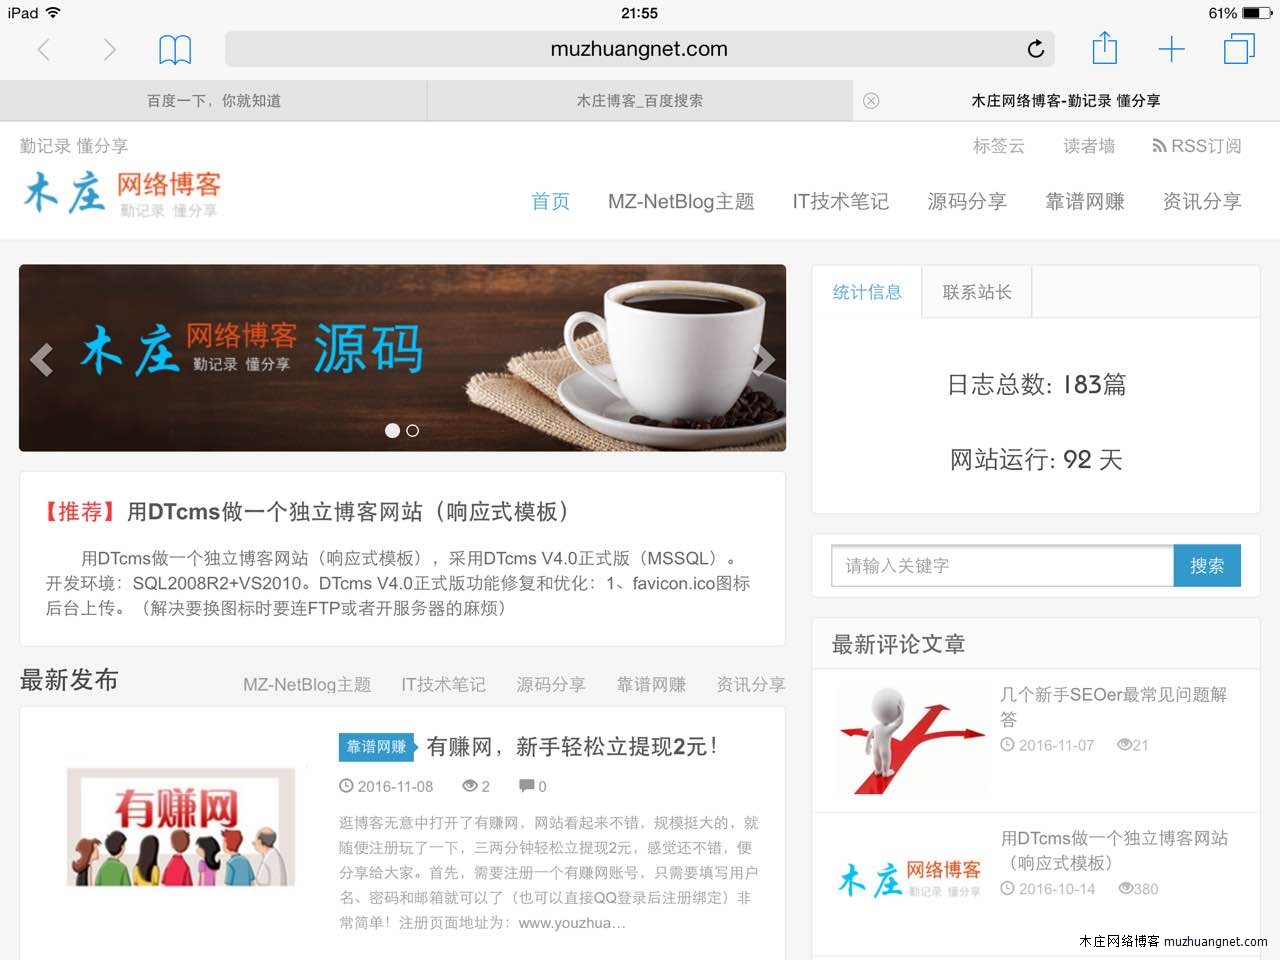 iPad 21:55 61%
muzhuangnet.com
百度一下，你就知道 木庄博客_百度搜索 木庄网络博客-勤记录 懂分享
勤记录 懂分享 标签云 读者墙 RSS订阅
木庄 网络博客
勤记录 懂分享
首页 MZ-NetBlog主题 IT技术笔记 源码分享 靠谱网赚 资讯分享
木庄 网络博客 源码
勤记录 懂分享
【推荐】用DTcms做一个独立博客网站（响应式模板）
用DTcms做一个独立博客网站（响应式模板），采用DTcms V4.0正式版（MSSQL）。
开发环境：SQL2008R2+VS2010。DTcms V4.0正式版功能修复和优化：1、favicon.ico图标
后台上传。（解决要换图标时要连FTP或者开服务器的麻烦）
最新发布 MZ-NetBlog主题 IT技术笔记 源码分享 靠谱网赚 资讯分享
有赚网
靠谱网赚 有赚网，新手轻松立提现2元！
2016-11-08 2 0
逛博客无意中打开了有赚网，网站看起来不错，规模挺大的，就
随便注册玩了一下，三两分钟轻松立提现2元，感觉还不错，便
分享给大家。首先，需要注册一个有赚网账号，只需要填写用户
名、密码和邮箱就可以了（也可以直接QQ登录后注册绑定）非
常简单！注册页面地址为：www.youzhua…
统计信息 联系站长
日志总数: 183篇
网站运行: 92 天
请输入关键字 搜索
最新评论文章
几个新手SEOer最常见问题解
答
2016-11-07 21
用DTcms做一个独立博客网站
（响应式模板）
2016-10-14 380
木庄 网络博客
勤记录 懂分享
木庄网络博客 muzhuangnet.com